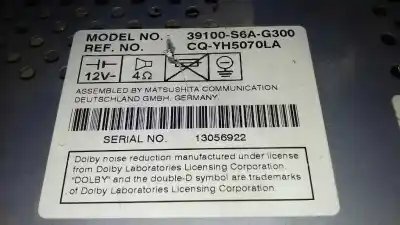 MODEL NO. 39100-S6A-G300
REF. NO. CQ-YH5070LA
12V⎓ 4Ω
ASSEMBLED BY MATSUSHITA COMMUNICATION
DEUTSCHLAND GMBH, GERMANY.
SERIAL NO. 13056922
Dolby noise reduction manufactured under license
from Dolby Laboratories Licensing Corporation.
"DOLBY" and the double-D symbol are trademarks
of Dolby Laboratories Licensing Corporation.